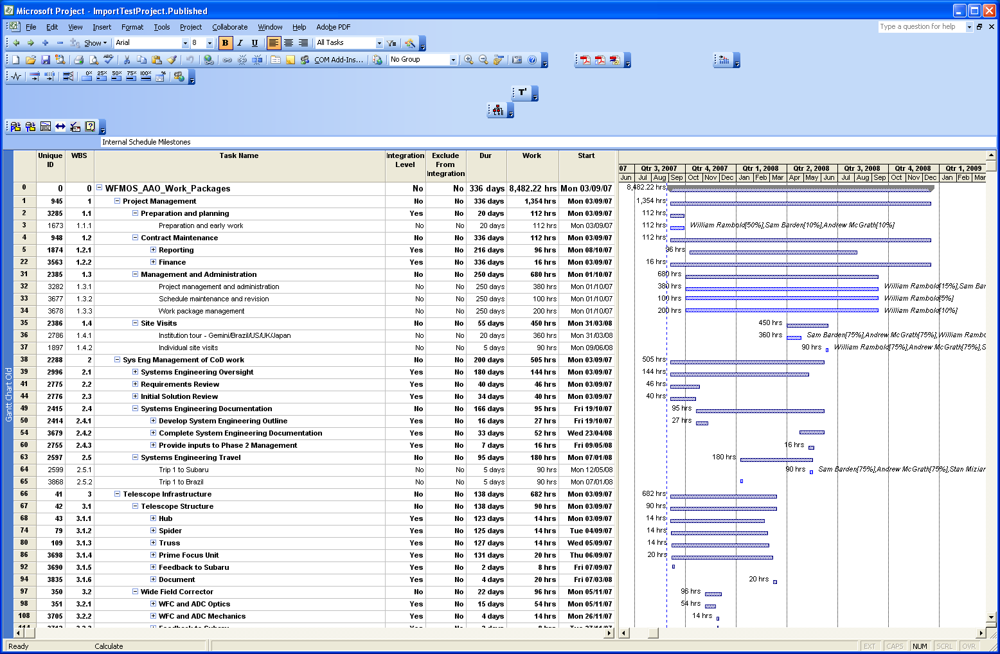 Microsoft Project - ImportTestProject.Published
File Edit View Insert Format Tools Project Collaborate Window Help Adobe PDF
Type a question for help
Show Arial 8 B I U All Tasks
COM Add-Ins... No Group
0% 25% 50% 75% 100%
T'
Internal Schedule Milestones
Gantt Chart Old
Unique ID WBS Task Name Integration Level Exclude From Integration Dur Work Start
07 Qtr 3, 2007 Qtr 4, 2007 Qtr 1, 2008 Qtr 2, 2008 Qtr 3, 2008 Qtr 4, 2008 Qtr 1, 2009
Jun Jul Aug Sep Oct Nov Dec Jan Feb Mar Apr May Jun Jul Aug Sep Oct Nov Dec Jan Feb Mar
0 0 0 WFMOS_AAO_Work_Packages No No 336 days 8,482.22 hrs Mon 03/09/07 8,482.22 hrs
1 945 1 Project Management No No 336 days 1,354 hrs Mon 03/09/07 1,354 hrs
2 3285 1.1 Preparation and planning Yes No 20 days 112 hrs Mon 03/09/07 112 hrs
3 1673 1.1.1 Preparation and early work No No 20 days 112 hrs Mon 03/09/07 112 hrs William Rambold[50%],Sam Barden[10%],Andrew McGrath[10%]
4 948 1.2 Contract Maintenance No No 336 days 112 hrs Mon 03/09/07 112 hrs
5 1874 1.2.1 Reporting Yes No 216 days 96 hrs Mon 08/10/07 96 hrs
22 3563 1.2.2 Finance Yes No 336 days 16 hrs Mon 03/09/07 16 hrs
31 2385 1.3 Management and Administration No No 250 days 680 hrs Mon 01/10/07 680 hrs
32 3282 1.3.1 Project management and administration No No 250 days 380 hrs Mon 01/10/07 380 hrs William Rambold[15%],Sam Bar
33 3677 1.3.2 Schedule maintenance and revision No No 250 days 100 hrs Mon 01/10/07 100 hrs William Rambold[5%]
34 3678 1.3.3 Work package management No No 250 days 200 hrs Mon 01/10/07 200 hrs William Rambold[10%]
35 2386 1.4 Site Visits No No 55 days 450 hrs Mon 31/03/08 450 hrs
36 2786 1.4.1 Institution tour - Gemini/Brazil/US/UK/Japan No No 20 days 360 hrs Mon 31/03/08 360 hrs Sam Barden[75%],Andrew McGrath[75%],William Rambo
37 1897 1.4.2 Individual site visits No No 5 days 90 hrs Mon 09/06/08 90 hrs William Rambold[75%],Andrew McGrath[75%],S
38 2288 2 Sys Eng Management of CoD work No No 200 days 505 hrs Mon 03/09/07 505 hrs
39 2996 2.1 Systems Engineering Oversight Yes No 180 days 144 hrs Mon 03/09/07 144 hrs
41 2775 2.2 Requirements Review Yes No 40 days 46 hrs Mon 03/09/07 46 hrs
44 2776 2.3 Initial Solution Review Yes No 34 days 40 hrs Mon 03/09/07 40 hrs
49 2415 2.4 Systems Engineering Documentation No No 166 days 95 hrs Fri 19/10/07 95 hrs
50 2414 2.4.1 Develop System Engineering Outline Yes No 16 days 27 hrs Fri 19/10/07 27 hrs
54 3679 2.4.2 Complete System Engineering Documentation Yes No 33 days 52 hrs Wed 23/04/08
60 2755 2.4.3 Provide inputs to Phase 2 Management Yes No 7 days 16 hrs Fri 09/05/08 16 hrs
63 2597 2.5 Systems Engineering Travel No No 95 days 180 hrs Mon 07/01/08 180 hrs
64 2599 2.5.1 Trip 1 to Subaru No No 5 days 90 hrs Mon 12/05/08 90 hrs Sam Barden[75%],Andrew McGrath[75%],Stan Miziar
65 3868 2.5.2 Trip 1 to Brazil No No 5 days 90 hrs Mon 07/01/08
66 41 3 Telescope Infrastructure No No 138 days 682 hrs Mon 03/09/07 682 hrs
67 42 3.1 Telescope Structure No No 138 days 90 hrs Mon 03/09/07 90 hrs
68 43 3.1.1 Hub Yes No 123 days 14 hrs Mon 03/09/07 14 hrs
74 79 3.1.2 Spider Yes No 125 days 14 hrs Tue 04/09/07 14 hrs
80 109 3.1.3 Truss Yes No 127 days 14 hrs Wed 05/09/07 14 hrs
86 3698 3.1.4 Prime Focus Unit Yes No 131 days 20 hrs Thu 06/09/07 20 hrs
92 3690 3.1.5 Feedback to Subaru Yes No 2 days 8 hrs Fri 07/09/07
94 3835 3.1.6 Document Yes No 4 days 20 hrs Fri 07/03/08 20 hrs
97 350 3.2 Wide Field Corrector No No 22 days 96 hrs Mon 05/11/07 96 hrs
98 351 3.2.1 WFC and ADC Optics Yes No 15 days 54 hrs Mon 05/11/07 54 hrs
108 3705 3.2.2 WFC and ADC Mechanics Yes No 4 days 14 hrs Mon 26/11/07 14 hrs
Ready Calculate EXT CAPS NUM SCRL OVR